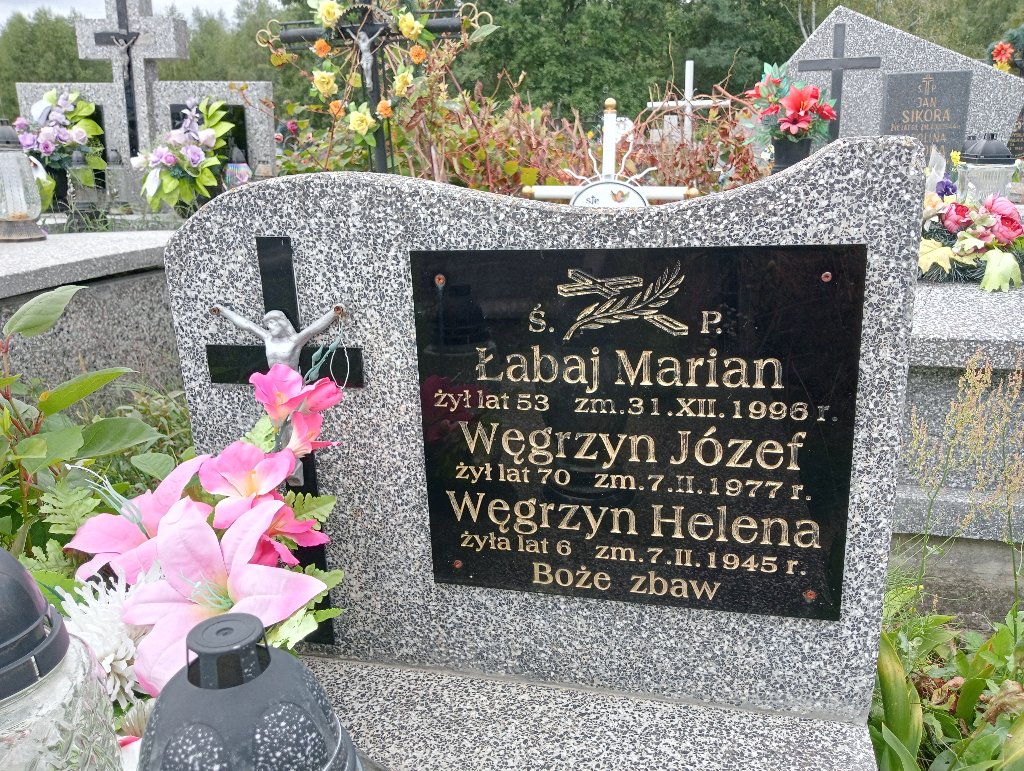 Ś. P.
Łabaj Marian
żył lat 53 zm. 31. XII. 1996 r.
Węgrzyn Józef
żył lat 70 zm. 7. II. 1977 r.
Węgrzyn Helena
żyła lat 6 zm. 7. II. 1945 r.
Boże zbaw
Ś P
JAN
SIKORA